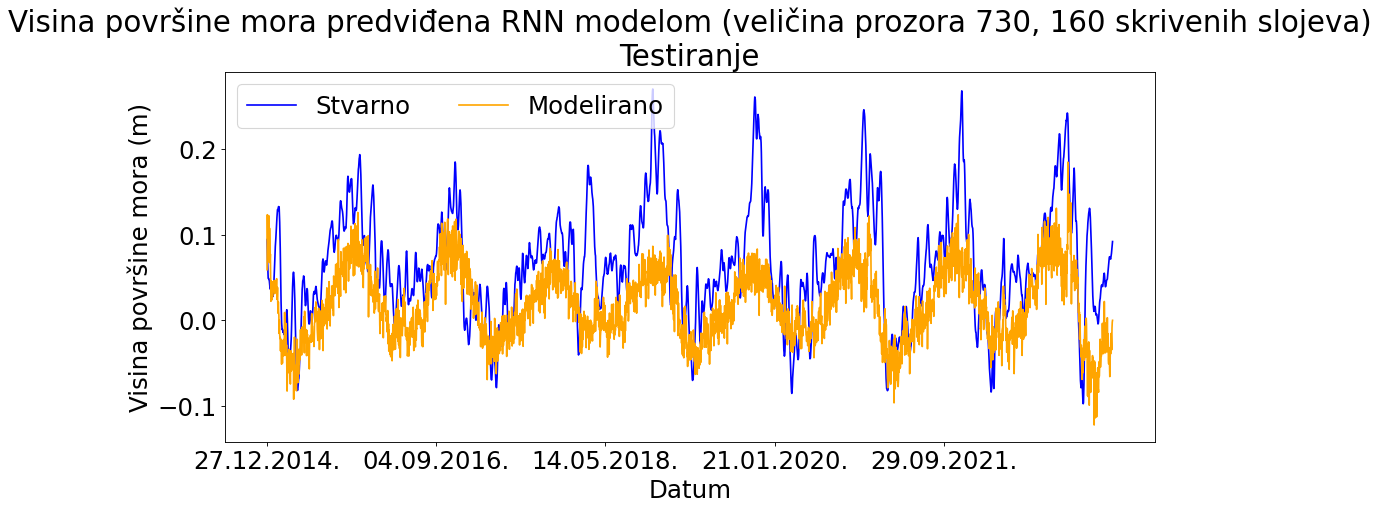 Visina površine mora predviđena RNN modelom (veličina prozora 730, 160 skrivenih slojeva)
Testiranje
Stvarno Modelirano
Visina površine mora (m)
0.2
0.1
0.0
−0.1
27.12.2014. 04.09.2016. 14.05.2018. 21.01.2020. 29.09.2021.
Datum